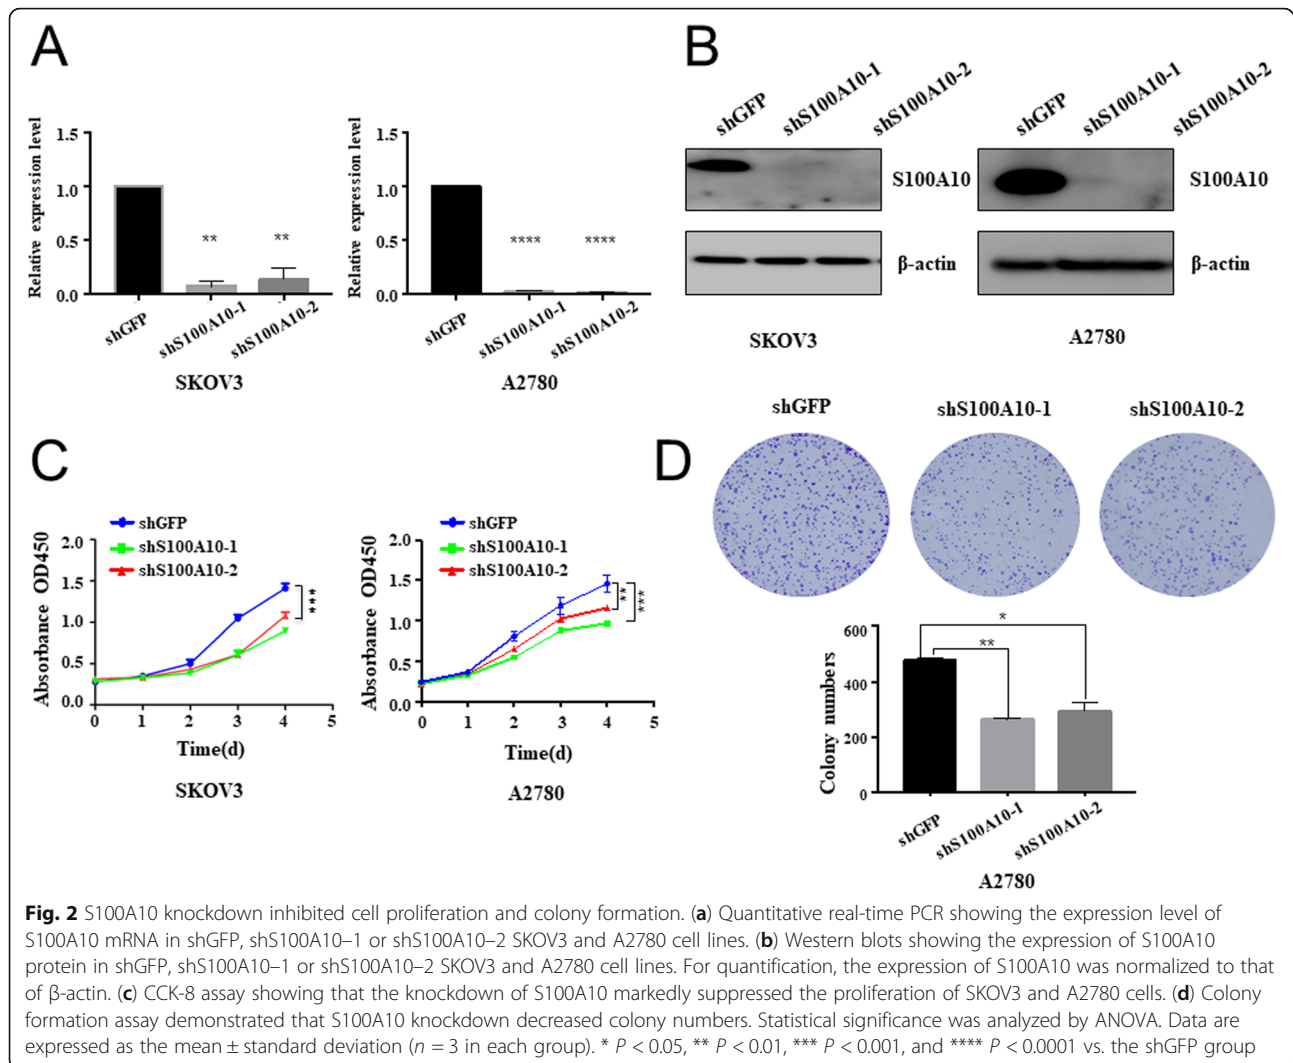 A
Relative expression level
1.5
1.0
0.5
0.0
**
**
shGFP
shS100A10-1
shS100A10-2
SKOV3
Relative expression level
1.5
1.0
0.5
0.0
****
****
shGFP
shS100A10-1
shS100A10-2
A2780
B
shGFP
shS100A10-1
shS100A10-2
S100A10
β-actin
SKOV3
shGFP
shS100A10-1
shS100A10-2
S100A10
β-actin
A2780
C
shGFP
shS100A10-1
shS100A10-2
Absorbance OD450
2.0
1.5
1.0
0.5
0.0
***
0 1 2 3 4 5
Time(d)
SKOV3
shGFP
shS100A10-1
shS100A10-2
Absorbance OD450
2.0
1.5
1.0
0.5
0.0
**
***
0 1 2 3 4 5
Time(d)
A2780
D
shGFP shS100A10-1 shS100A10-2
Colony numbers
600
400
200
0
*
**
shGFP
shS100A10-1
shS100A10-2
A2780
Fig. 2 S100A10 knockdown inhibited cell proliferation and colony formation. (a) Quantitative real-time PCR showing the expression level of
S100A10 mRNA in shGFP, shS100A10–1 or shS100A10–2 SKOV3 and A2780 cell lines. (b) Western blots showing the expression of S100A10
protein in shGFP, shS100A10–1 or shS100A10–2 SKOV3 and A2780 cell lines. For quantification, the expression of S100A10 was normalized to that
of β-actin. (c) CCK-8 assay showing that the knockdown of S100A10 markedly suppressed the proliferation of SKOV3 and A2780 cells. (d) Colony
formation assay demonstrated that S100A10 knockdown decreased colony numbers. Statistical significance was analyzed by ANOVA. Data are
expressed as the mean ± standard deviation (n = 3 in each group). * P < 0.05, ** P < 0.01, *** P < 0.001, and **** P < 0.0001 vs. the shGFP group